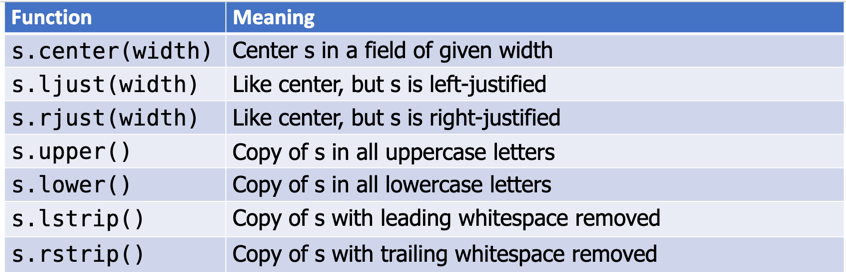 Function Meaning
s.center(width) Center s in a field of given width
s.ljust(width) Like center, but s is left-justified
s.rjust(width) Like center, but s is right-justified
s.upper() Copy of s in all uppercase letters
s.lower() Copy of s in all lowercase letters
s.lstrip() Copy of s with leading whitespace removed
s.rstrip() Copy of s with trailing whitespace removed